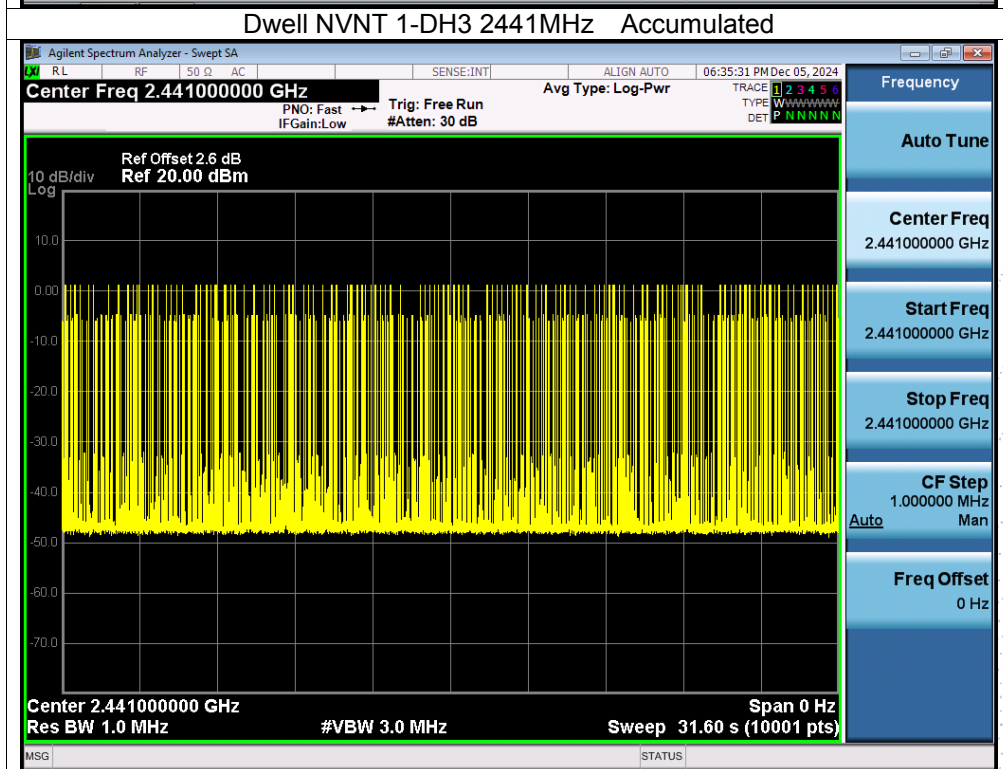 Dwell NVNT 1-DH3 2441MHz Accumulated
Agilent Spectrum Analyzer - Swept SA
LXI RL RF 50 Ω AC SENSE:INT ALIGN AUTO 06:35:31 PM Dec 05, 2024
Center Freq 2.441000000 GHz
PNO: Fast
IFGain:Low
Trig: Free Run
#Atten: 30 dB
Avg Type: Log-Pwr
TRACE 1 2 3 4 5 6
TYPE WWWWWWW
DET P N N N N N
Ref Offset 2.6 dB
10 dB/div Ref 20.00 dBm
Log
10.0
0.00
-10.0
-20.0
-30.0
-40.0
-50.0
-60.0
-70.0
Center 2.441000000 GHz Span 0 Hz
Res BW 1.0 MHz #VBW 3.0 MHz Sweep 31.60 s (10001 pts)
MSG STATUS
Frequency
Auto Tune
Center Freq
2.441000000 GHz
Start Freq
2.441000000 GHz
Stop Freq
2.441000000 GHz
CF Step
1.000000 MHz
Auto Man
Freq Offset
0 Hz